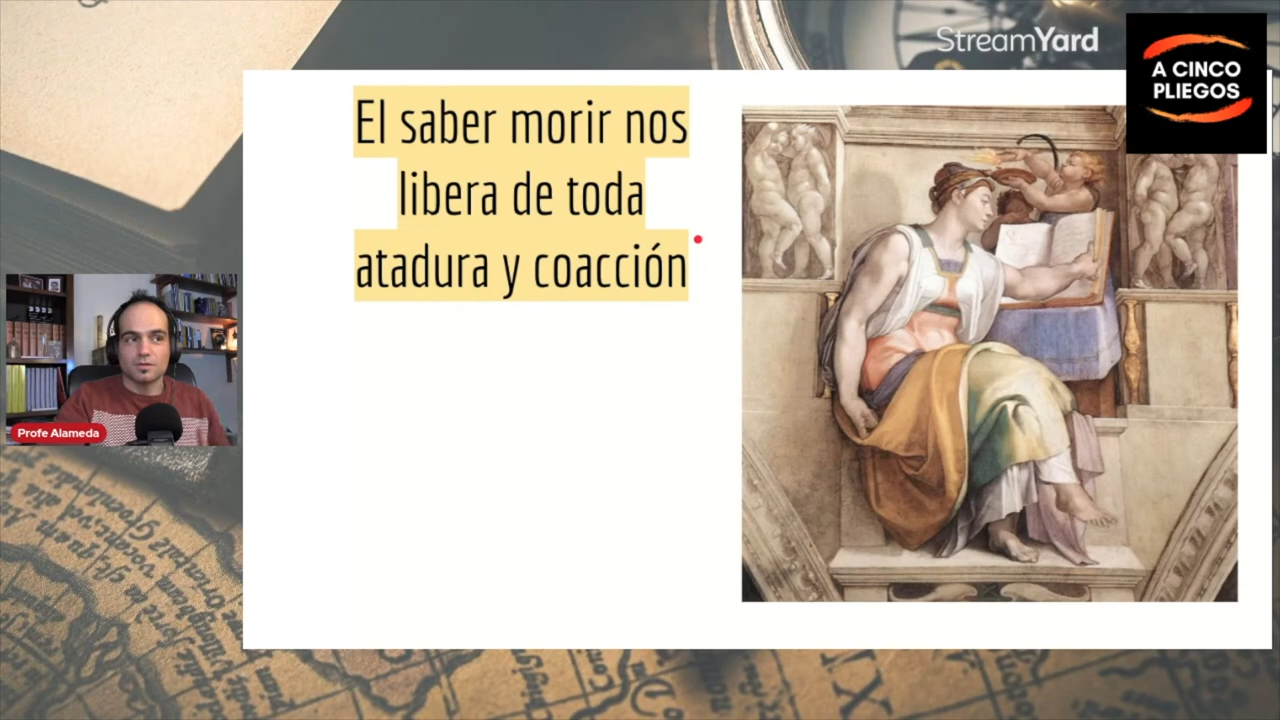 StreamYard
A CINCO
PLIEGOS
El saber morir nos
libera de toda
atadura y coacción
Profe Alameda